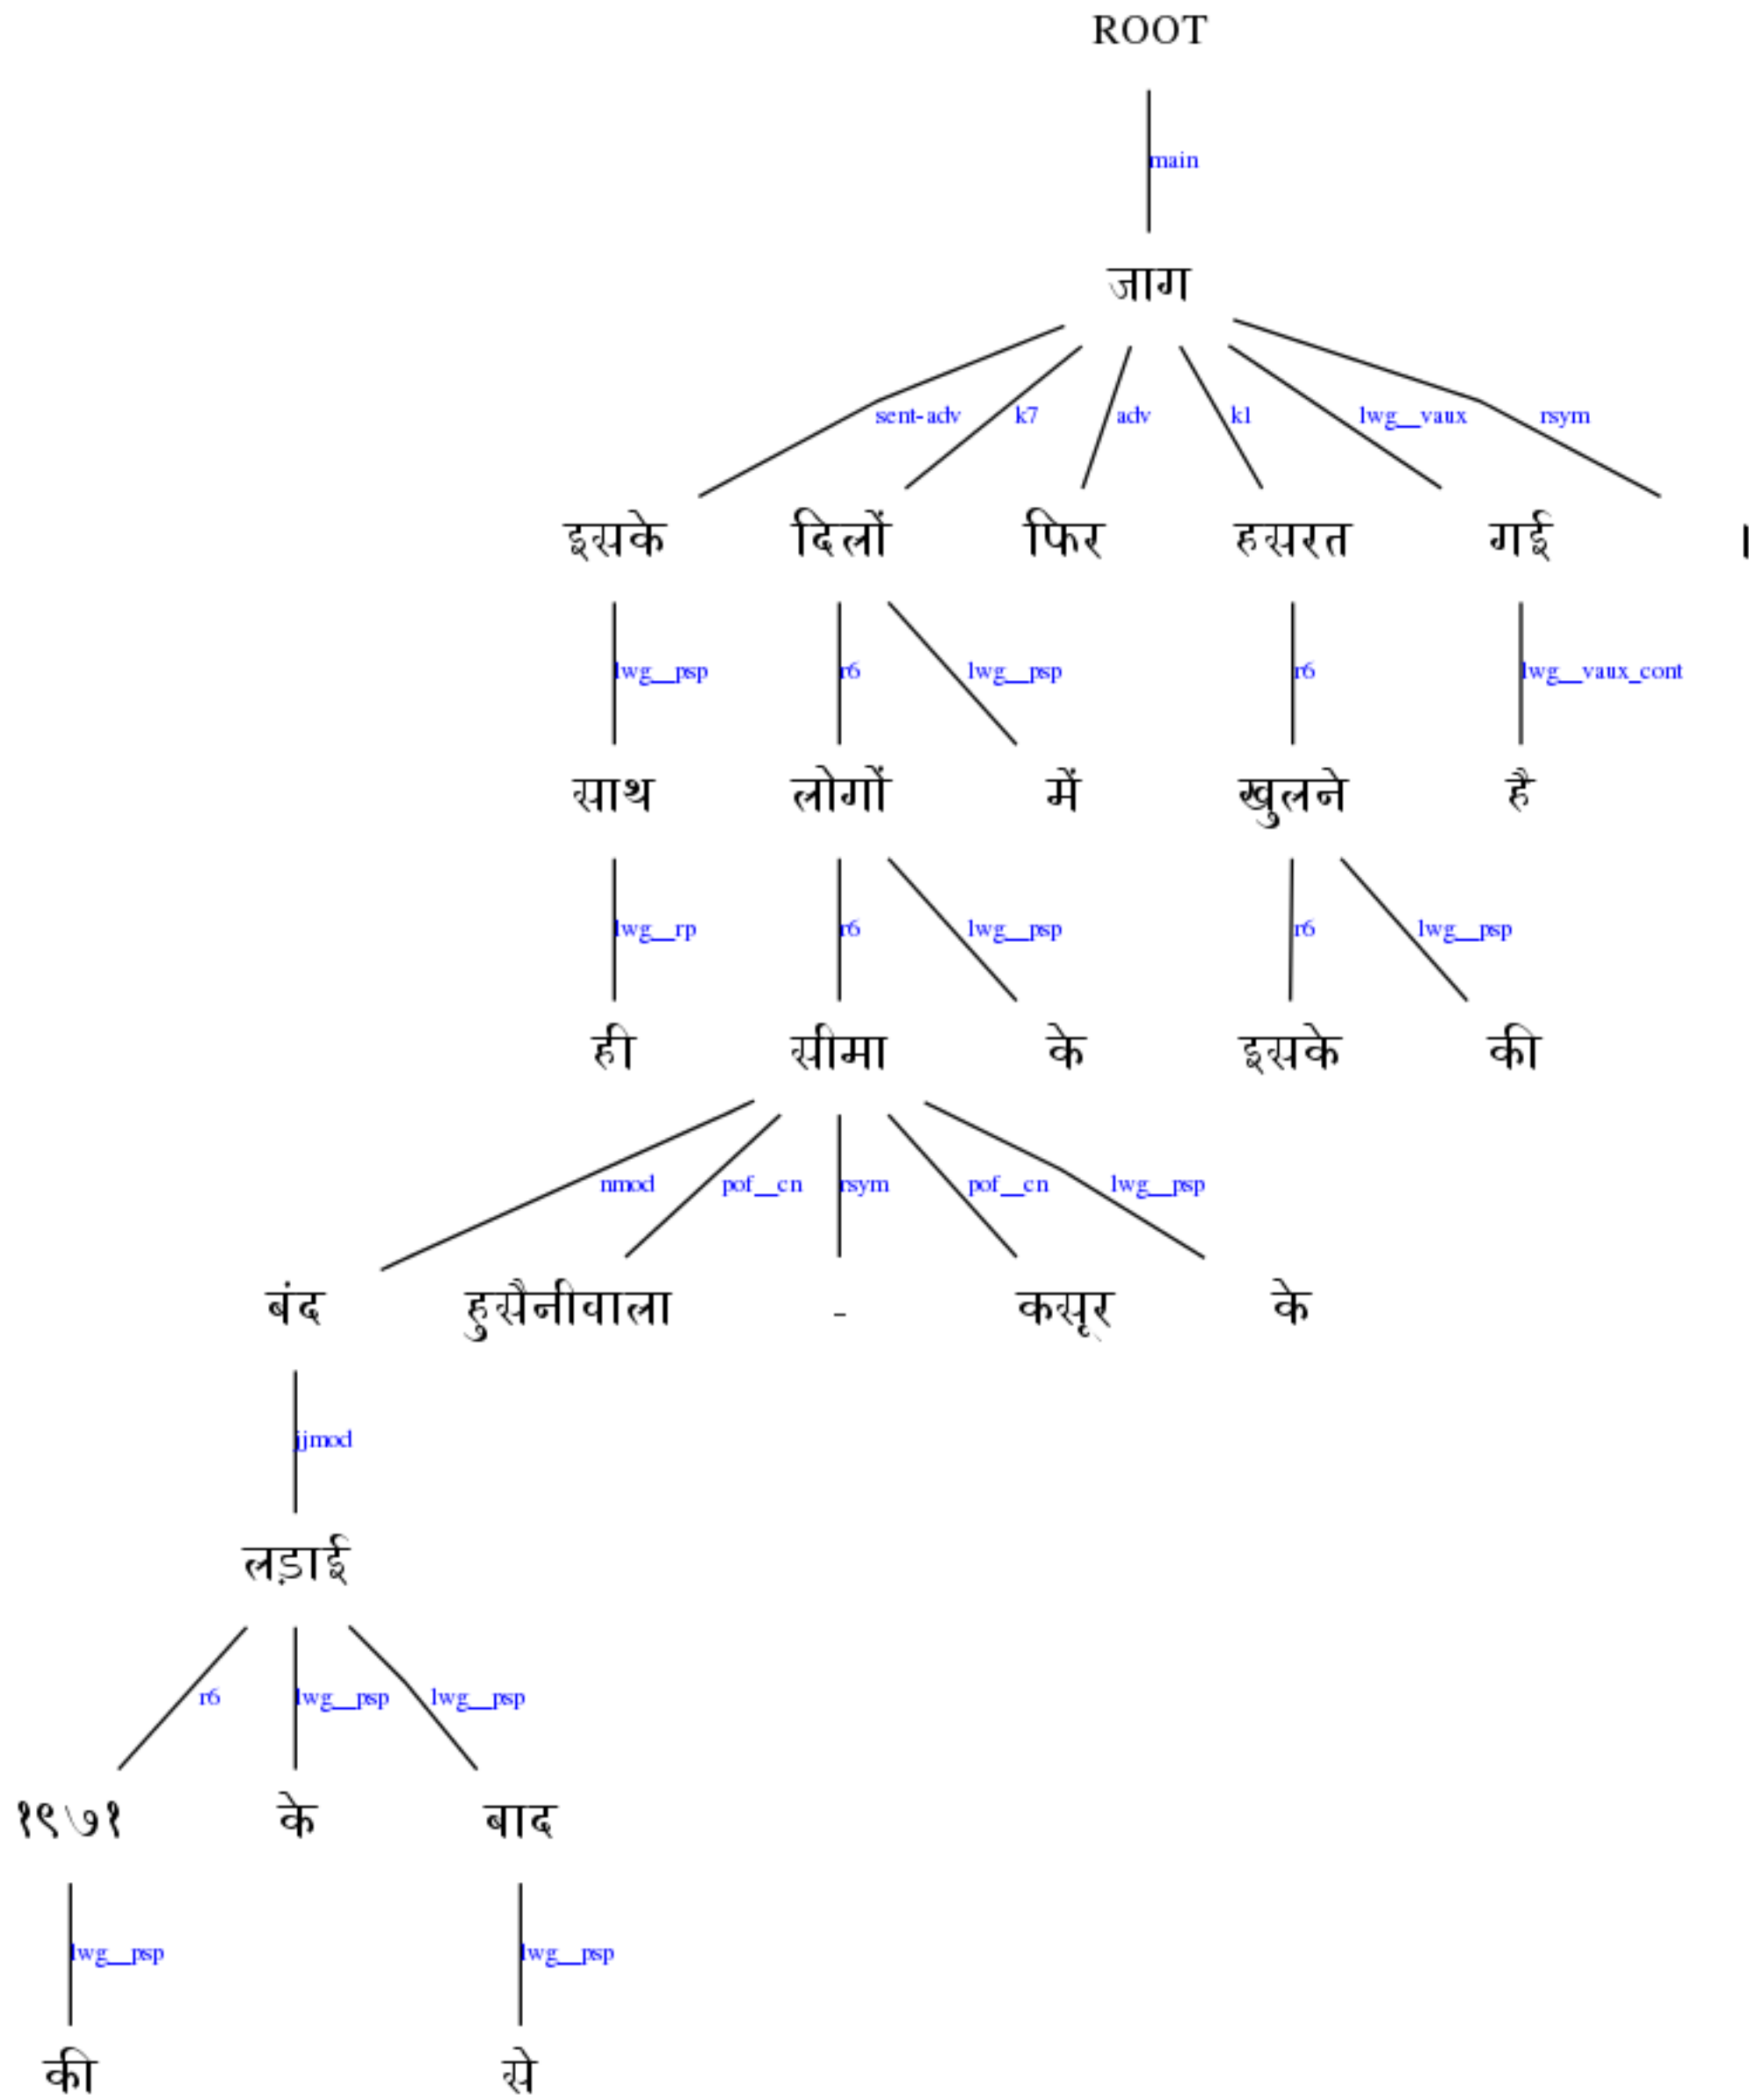 ROOT
main
जाग
sent-adv k7 adv k1 lwg__vaux rsym
इसके दिलों फिर हसरत गई ।
lwg__psp r6 lwg__psp r6 lwg__vaux_cont
साथ लोगों में खुलने है
lwg__rp r6 lwg__psp r6 lwg__psp
ही सीमा के इसके की
nmod pof__cn rsym pof__cn lwg__psp
बंद हुसैनीवाला - कसूर के
jjmod
लड़ाई
r6 lwg__psp lwg__psp
१९७१ के बाद
lwg__psp lwg__psp
की से